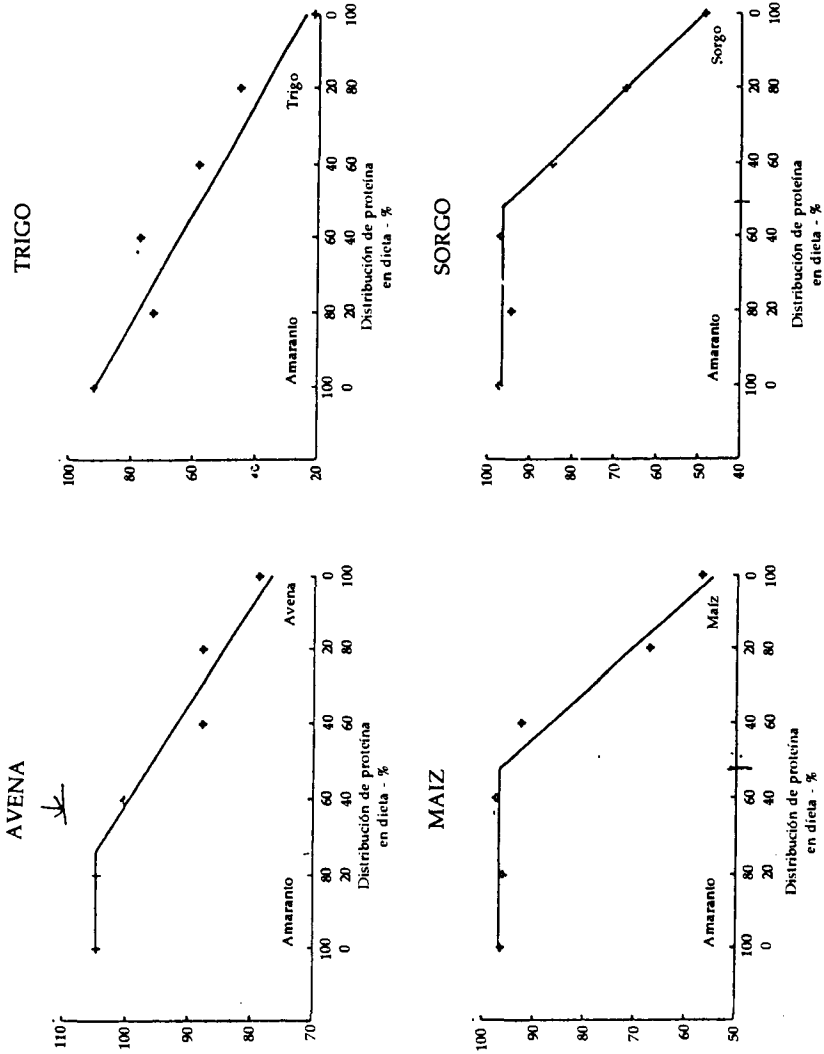 AVENA
110
100
90
80
70
Amaranto
Avena
100 80 60 40 20 0
0 20 40 60 80 100
Distribución de proteína
en dieta - %
TRIGO
100
80
60
20
Amaranto
Trigo
100 80 60 40 20 0
0 20 40 60 80 100
Distribución de proteína
en dieta - %
MAIZ
100
90
80
70
60
50
Amaranto
Maíz
100 80 60 40 20 0
0 20 40 60 80 100
Distribución de proteína
en dieta - %
SORGO
100
90
80
70
60
50
40
Amaranto
Sorgo
100 80 60 40 20 0
0 20 40 60 80 100
Distribución de proteína
en dieta - %